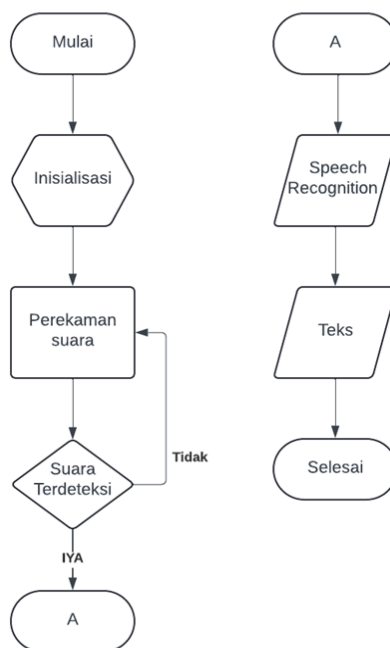 Mulai
Inisialisasi
Perekaman
suara
Suara
Terdeteksi
Tidak
IYA
A
A
Speech
Recognition
Teks
Selesai